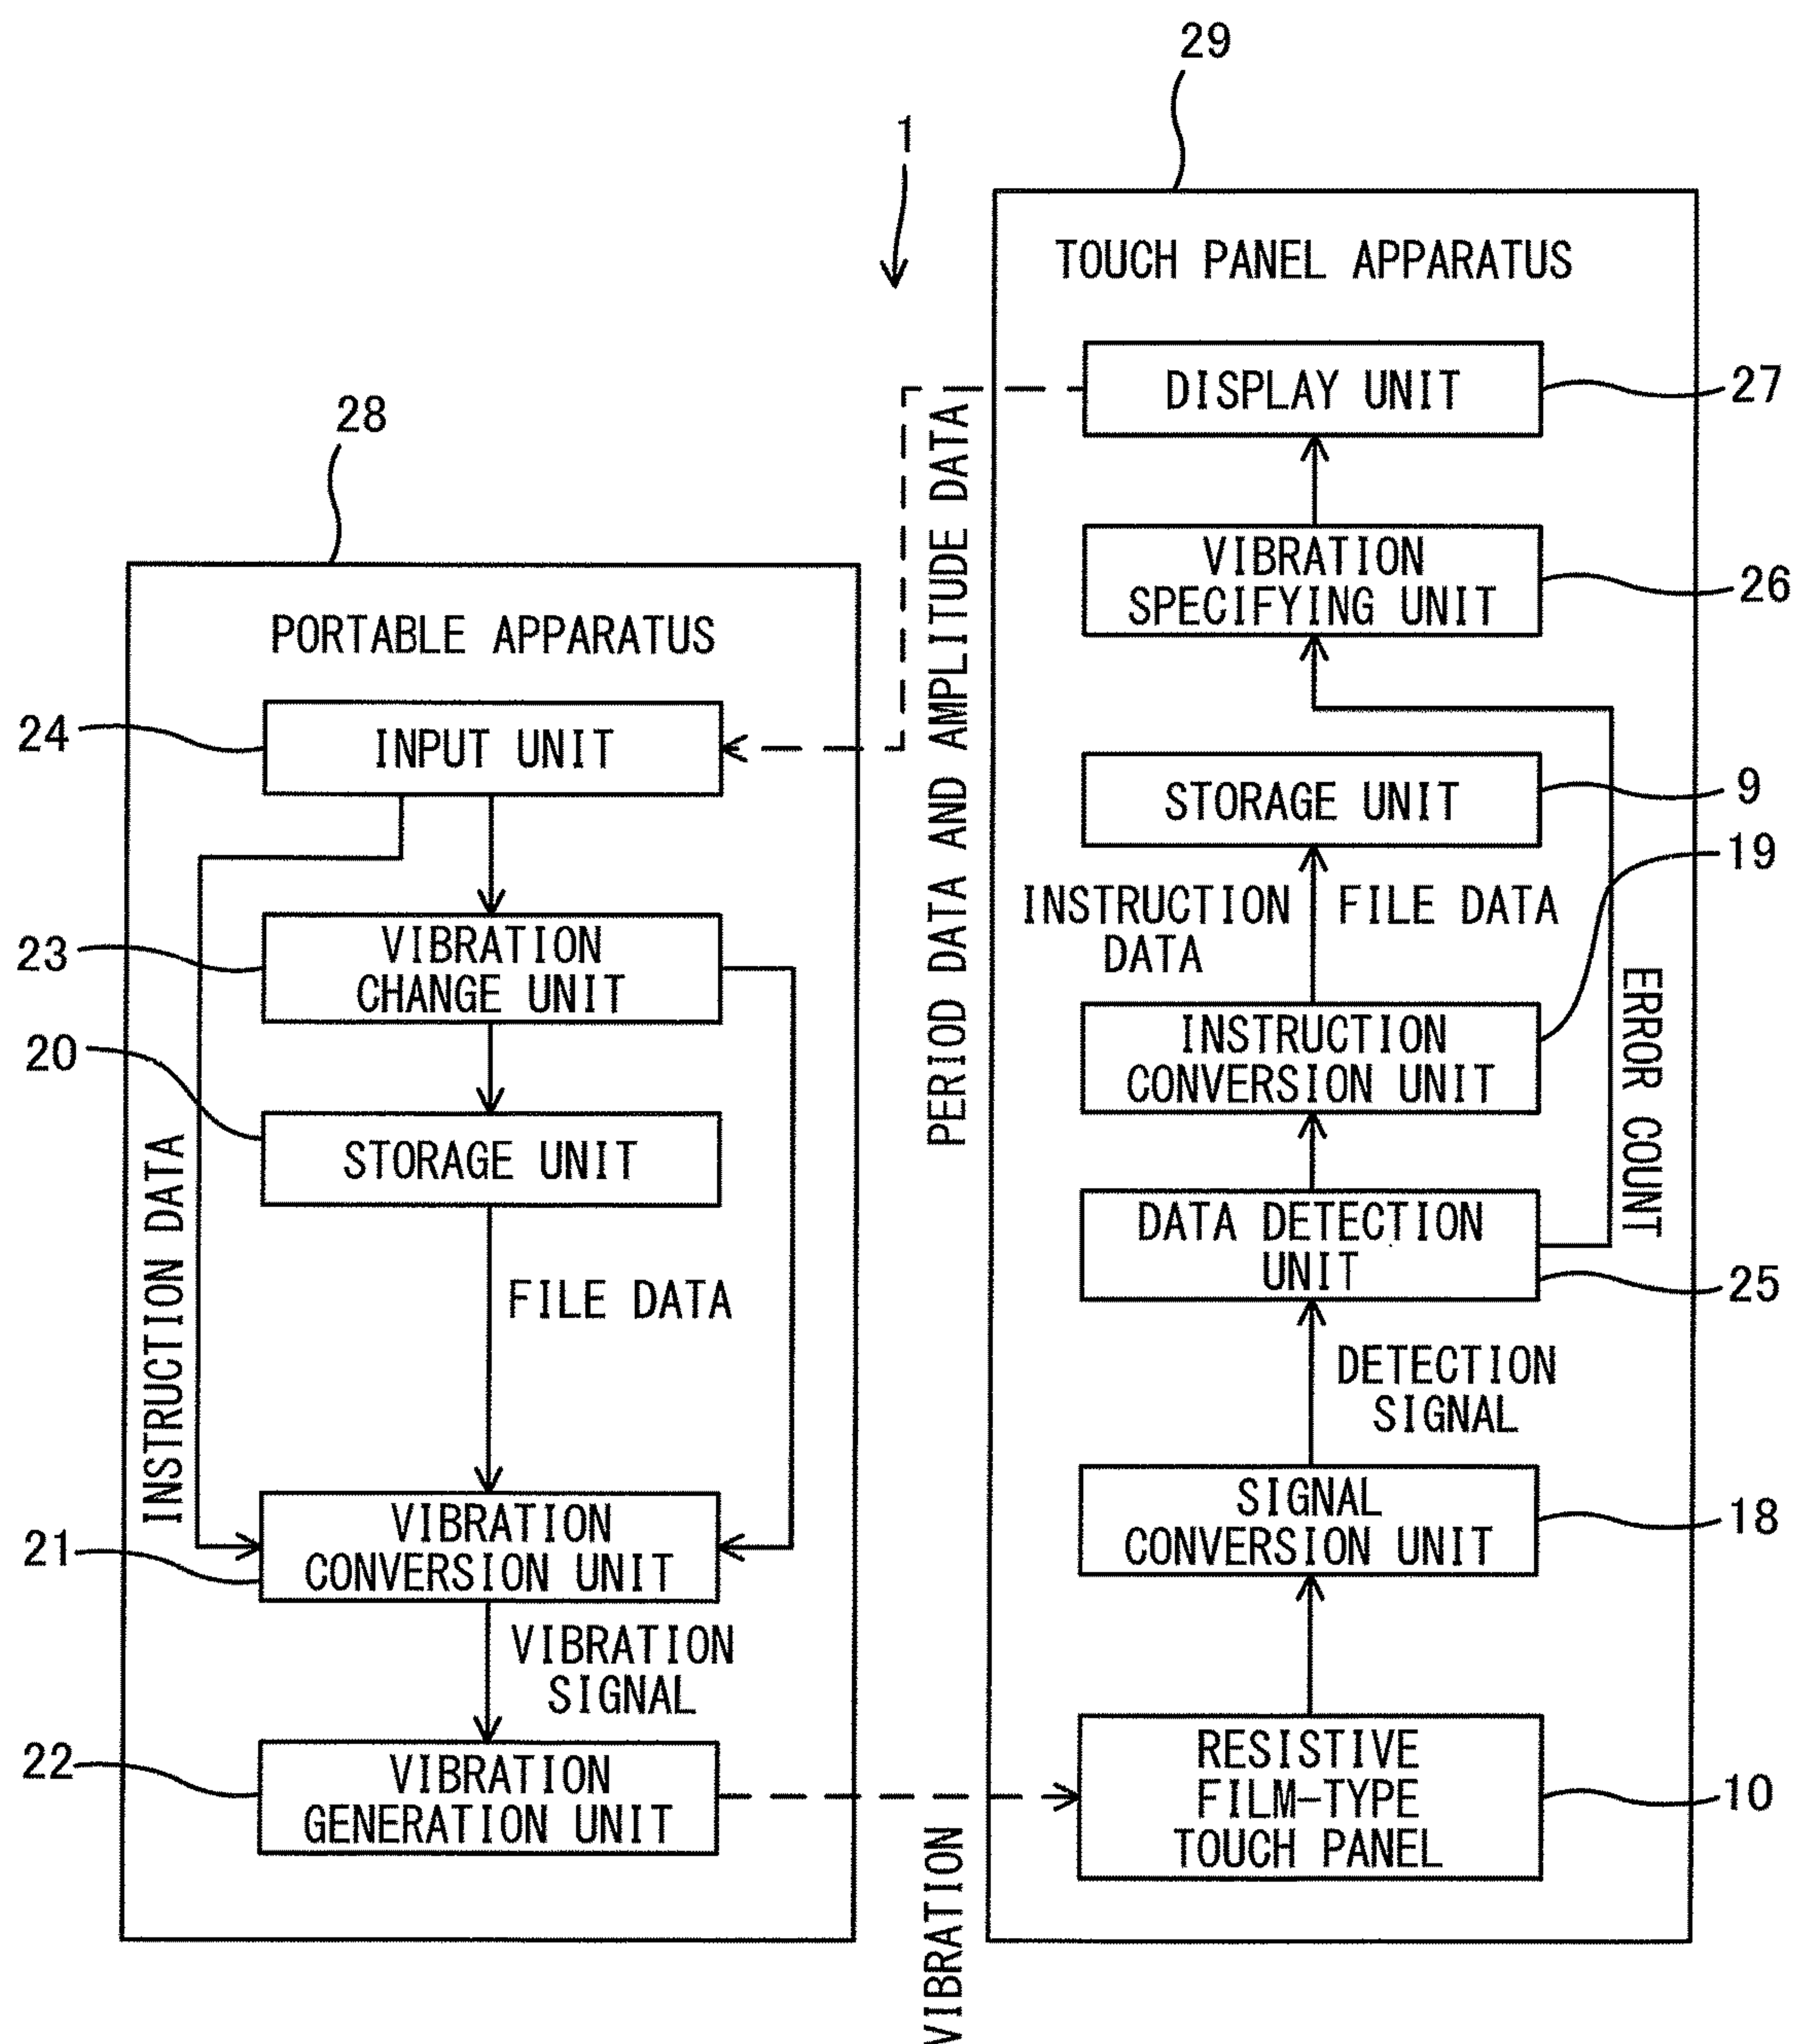 29
1
TOUCH PANEL APPARATUS
DISPLAY UNIT
27
28
PERIOD DATA AND AMPLITUDE DATA
VIBRATION
SPECIFYING UNIT
26
PORTABLE APPARATUS
24
INPUT UNIT
STORAGE UNIT
9
19
INSTRUCTION
DATA
FILE DATA
23
VIBRATION
CHANGE UNIT
ERROR COUNT
INSTRUCTION
CONVERSION UNIT
20
STORAGE UNIT
INSTRUCTION DATA
DATA DETECTION
UNIT
25
FILE DATA
DETECTION
SIGNAL
21
VIBRATION
CONVERSION UNIT
SIGNAL
CONVERSION UNIT
18
VIBRATION
SIGNAL
22
VIBRATION
GENERATION UNIT
RESISTIVE
FILM-TYPE
TOUCH PANEL
10
VIBRATION